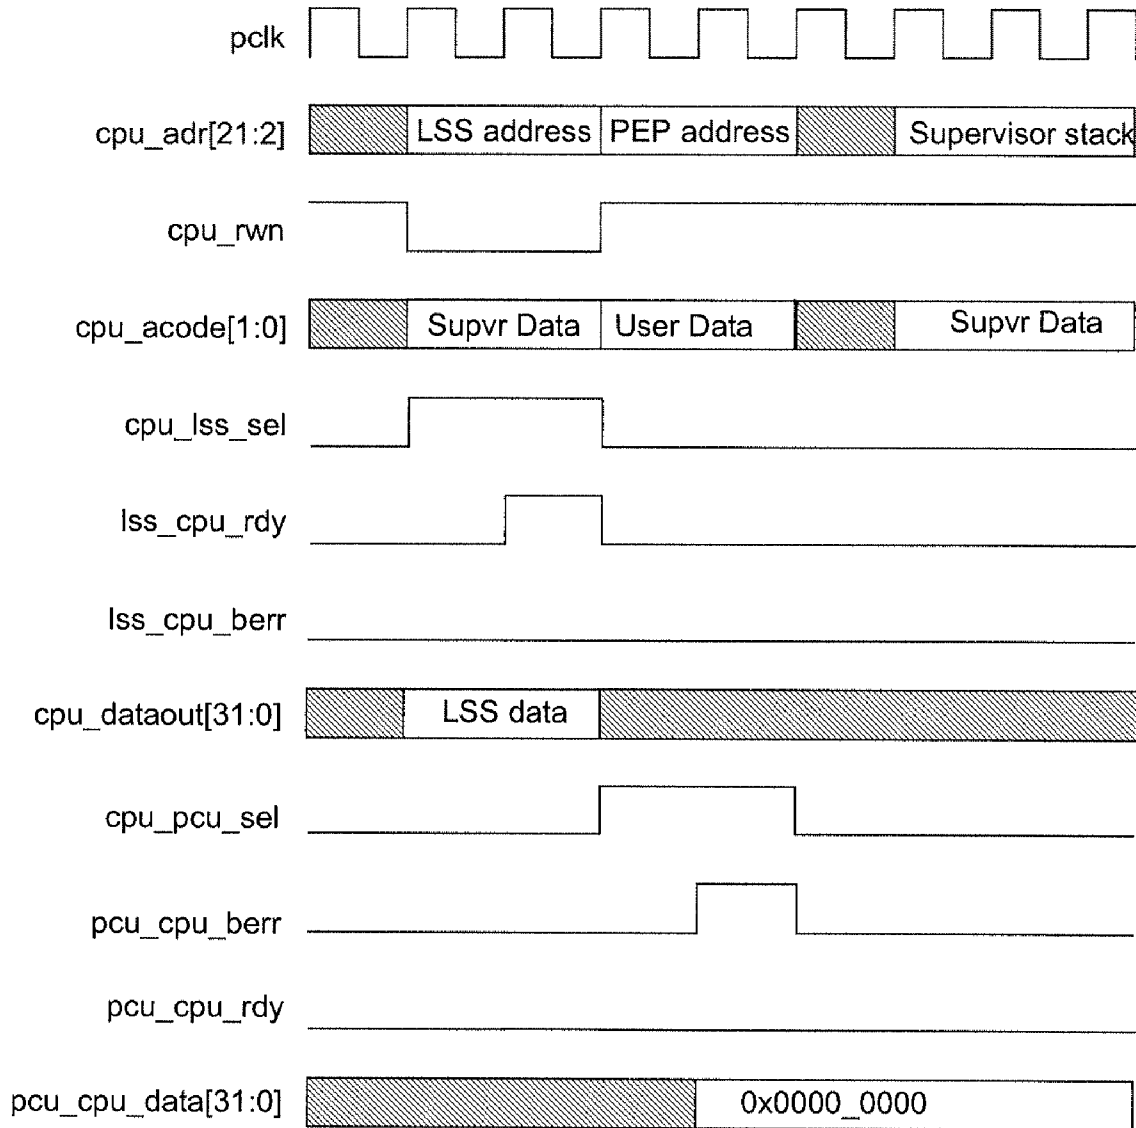 pclk
cpu_adr[21:2] LSS address PEP address Supervisor stack
cpu_rwn
cpu_acode[1:0] Supvr Data User Data Supvr Data
cpu_lss_sel
lss_cpu_rdy
lss_cpu_berr
cpu_dataout[31:0] LSS data
cpu_pcu_sel
pcu_cpu_berr
pcu_cpu_rdy
pcu_cpu_data[31:0] 0x0000_0000